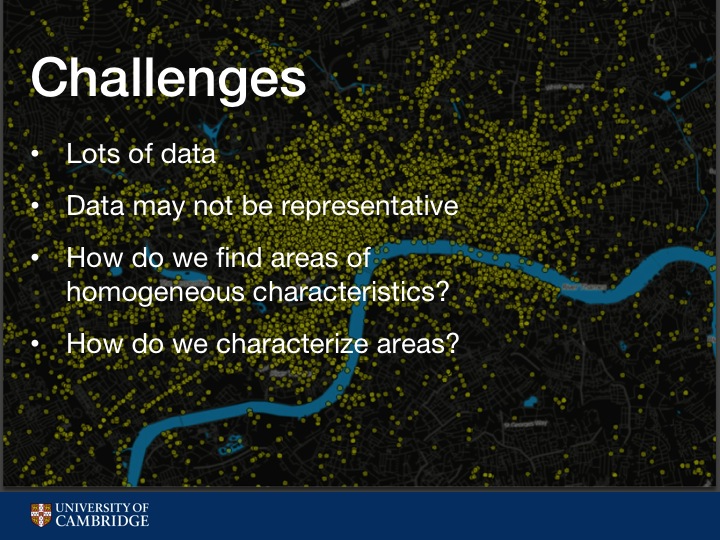 Challenges
• Lots of data
• Data may not be representative
• How do we find areas of
homogeneous characteristics?
• How do we characterize areas?
UNIVERSITY OF
CAMBRIDGE